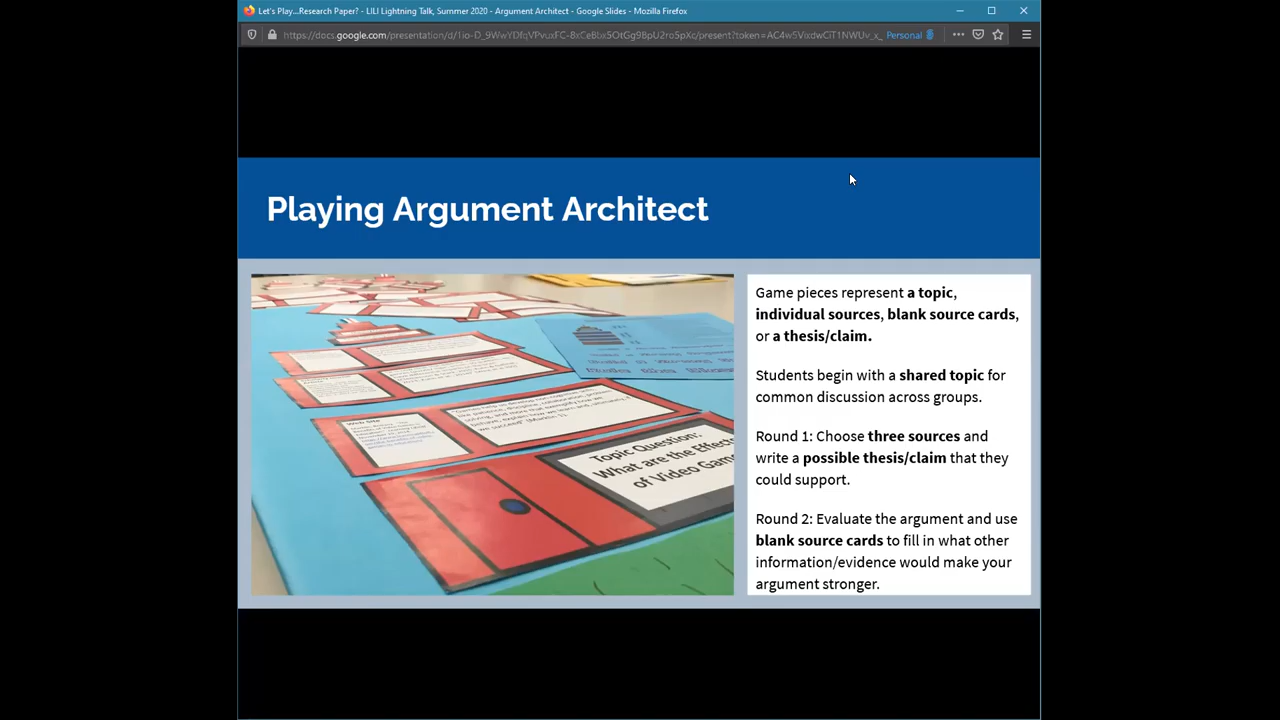 Let's Play...Research Paper? - LILI Lightning Talk, Summer 2020 - Argument Architect - Google Slides - Mozilla Firefox
Personal
Playing Argument Architect
Game pieces represent a topic,
individual sources, blank source cards,
or a thesis/claim.
Students begin with a shared topic for
common discussion across groups.
Round 1: Choose three sources and
write a possible thesis/claim that they
could support.
Round 2: Evaluate the argument and use
blank source cards to fill in what other
information/evidence would make your
argument stronger.
Web Site
Topic Question:
What are the Effects
of Video